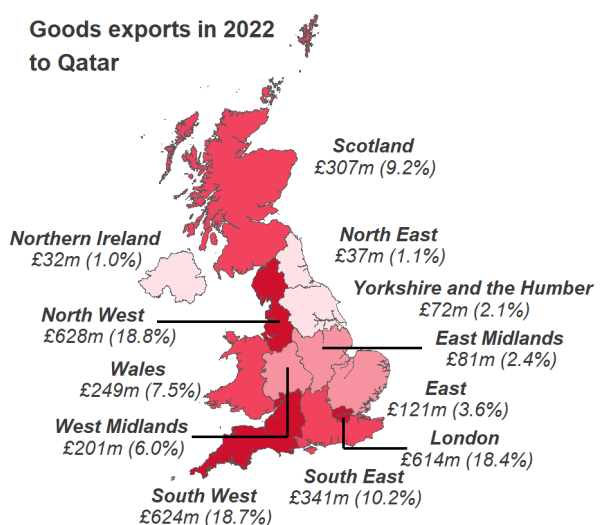 Goods exports in 2022
to Qatar
Scotland
£307m (9.2%)
Northern Ireland
£32m (1.0%)
North East
£37m (1.1%)
Yorkshire and the Humber
£72m (2.1%)
North West
£628m (18.8%)
East Midlands
£81m (2.4%)
Wales
£249m (7.5%)
East
£121m (3.6%)
West Midlands
£201m (6.0%)
London
£614m (18.4%)
South East
£341m (10.2%)
South West
£624m (18.7%)